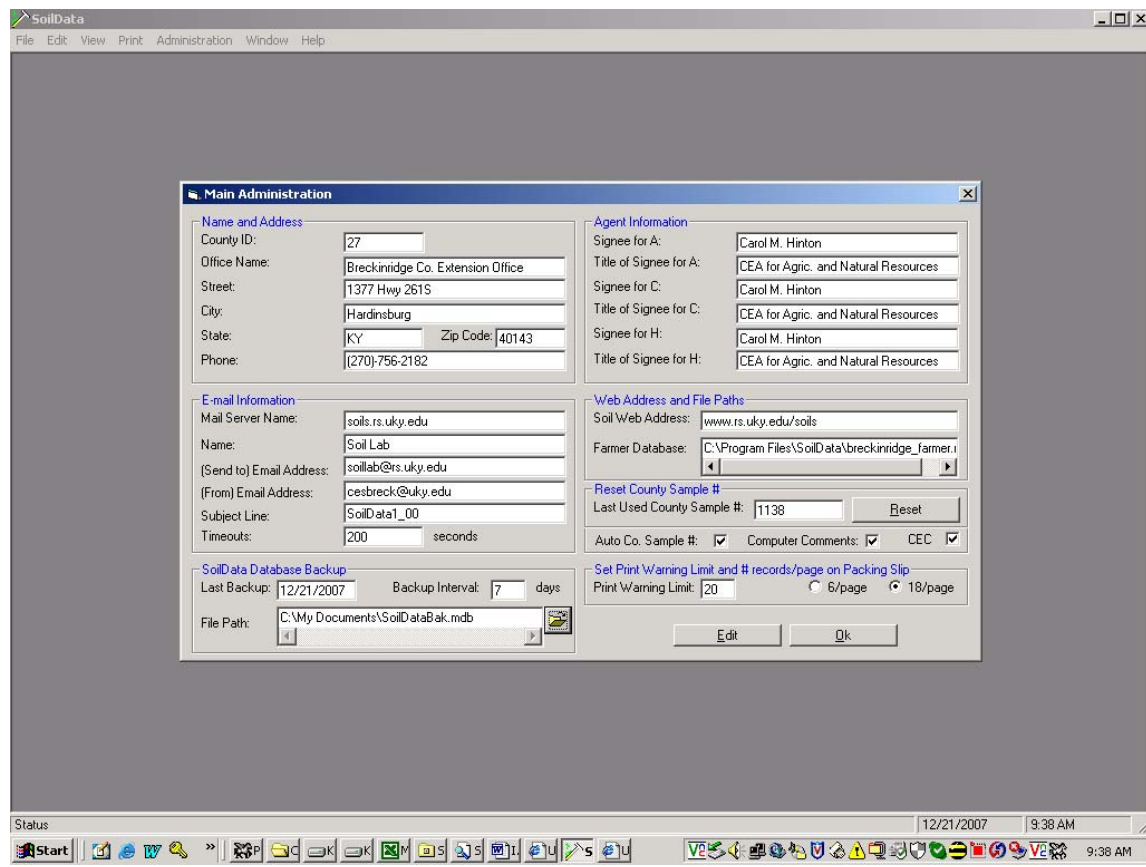 SoilData
File Edit View Print Administration Window Help
Main Administration
Name and Address
County ID: 27
Office Name: Breckinridge Co. Extension Office
Street: 1377 Hwy 261S
City: Hardinsburg
State: KY Zip Code: 40143
Phone: (270)-756-2182
Agent Information
Signee for A: Carol M. Hinton
Title of Signee for A: CEA for Agric. and Natural Resources
Signee for C: Carol M. Hinton
Title of Signee for C: CEA for Agric. and Natural Resources
Signee for H: Carol M. Hinton
Title of Signee for H: CEA for Agric. and Natural Resources
E-mail Information
Mail Server Name: soils.rs.uky.edu
Name: Soil Lab
(Send to) Email Address: soillab@rs.uky.edu
(From) Email Address: cesbreck@uky.edu
Subject Line: SoilData1_00
Timeouts: 200 seconds
Web Address and File Paths
Soil Web Address: www.rs.uky.edu/soils
Farmer Database: C:\Program Files\SoilData\breckinridge_farmer.
Reset County Sample #
Last Used County Sample #: 1138 Reset
Auto Co. Sample #: Computer Comments: CEC
SoilData Database Backup
Last Backup: 12/21/2007 Backup Interval: 7 days
File Path: C:\My Documents\SoilDataBak.mdb
Set Print Warning Limit and # records/page on Packing Slip
Print Warning Limit: 20 6/page 18/page
Edit Ok
Status 12/21/2007 9:38 AM
Start » P C K K M S S I. U S U 9:38 AM